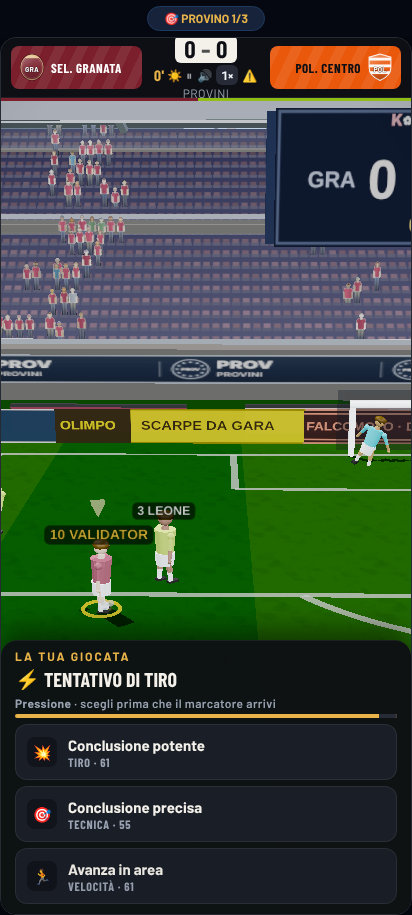 PROVINO 1/3
GRA
SEL. GRANATA
0 - 0
POL. CENTRO
POL
0'
1×
PROVINI
GRA 0
PROV
PROVINI
PROV
PROVINI
OLIMPO
SCARPE DA GARA
3 LEONE
10 VALIDATOR
LA TUA GIOCATA
TENTATIVO DI TIRO
Pressione · scegli prima che il marcatore arrivi
Conclusione potente
TIRO · 61
Conclusione precisa
TECNICA · 55
Avanza in area
VELOCITÀ · 61